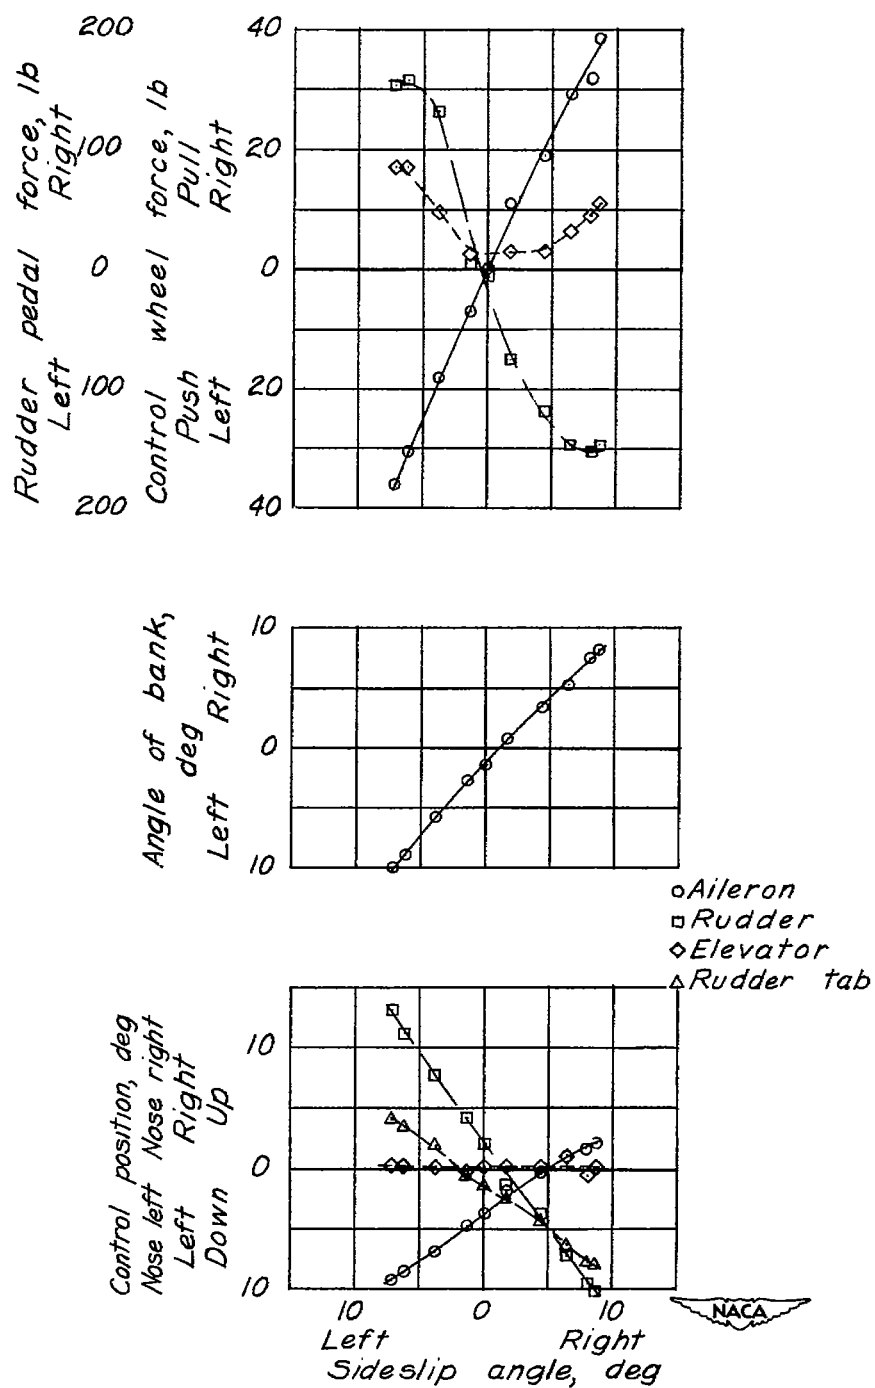 Rudder pedal force, lb
Left Right
200
100
0
100
200
Control wheel force, lb
Push Pull
Left Right
40
20
0
20
40
Angle of bank,
deg
Left Right
10
0
10
Aileron
Rudder
Elevator
Rudder tab
Control position, deg
Nose left Nose right
Left Right
Down Up
10
0
10
10 0 10
Left Right
Sideslip angle, deg
NACA